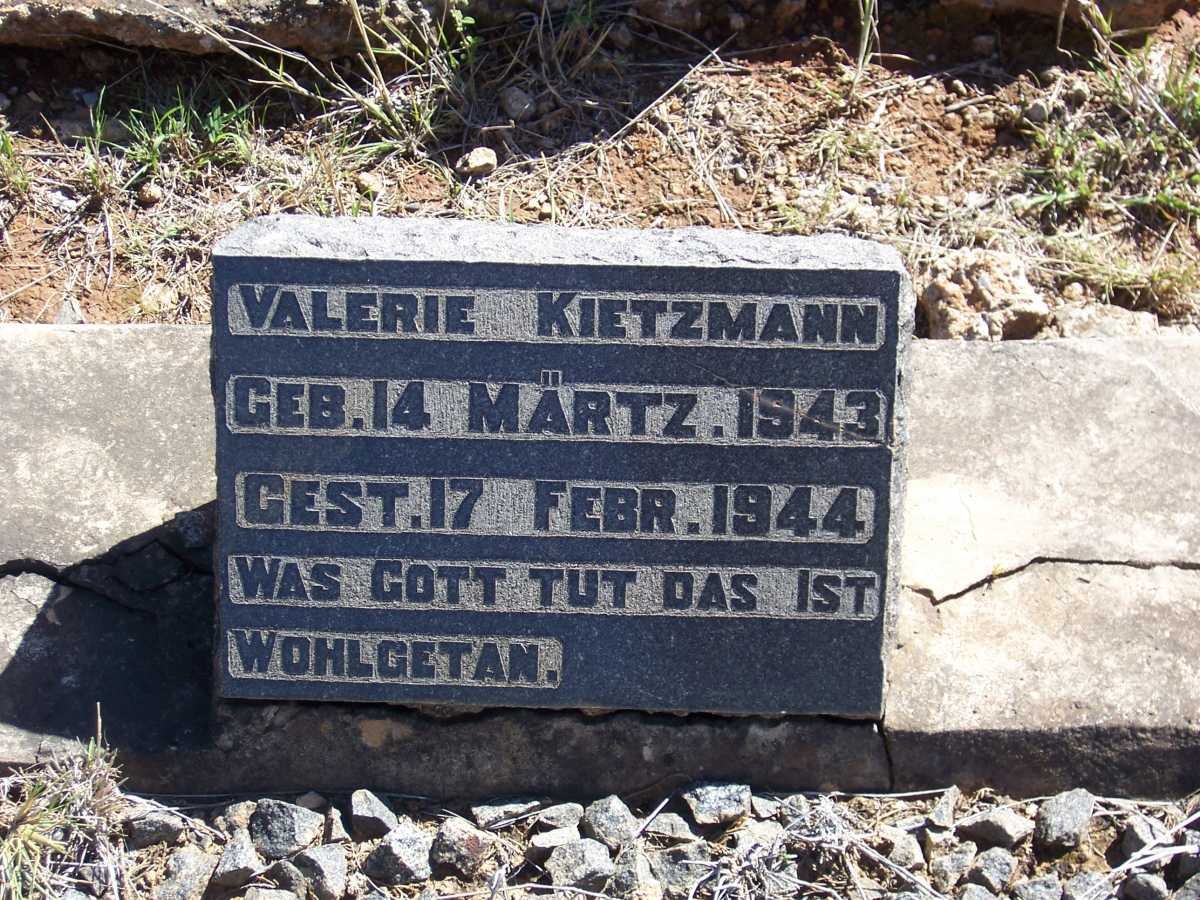 VALERIE KIETZMANN
GEB. 14 MÄRTZ. 1943
GEST. 17 FEBR. 1944
WAS GOTT TUT DAS IST
WOHLGETAN.